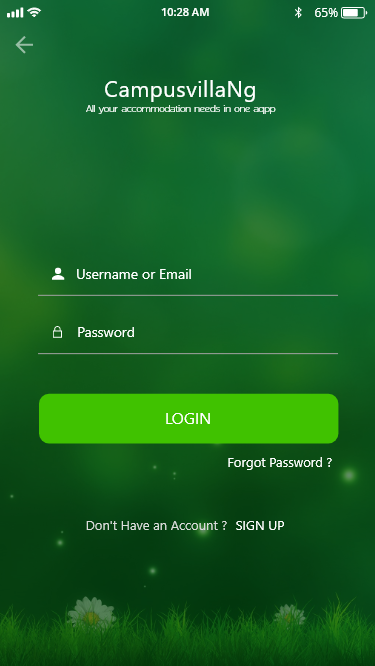 10:28 AM
65%
CampusvillaNg
All your accommodation needs in one aqpp
Username or Email
Password
LOGIN
Forgot Password ?
Don't Have an Account ? SIGN UP